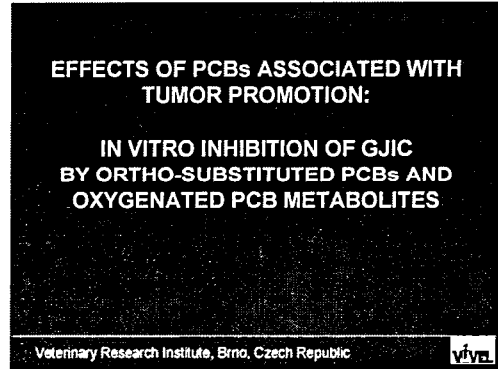 EFFECTS OF PCBs ASSOCIATED WITH
TUMOR PROMOTION:
IN VITRO INHIBITION OF GJIC
BY ORTHO-SUBSTITUTED PCBs AND
OXYGENATED PCB METABOLITES
Veterinary Research Institute, Brno, Czech Republic